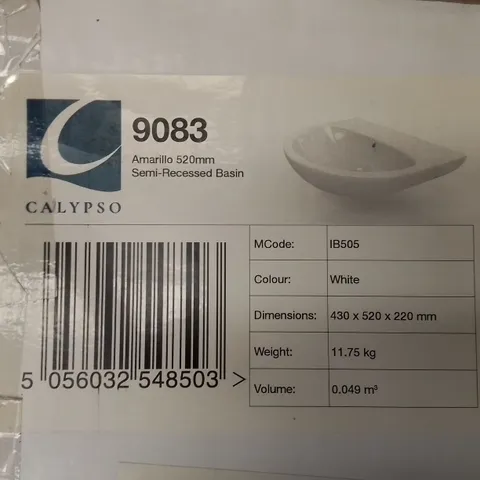 9083
Amarillo 520mm
Semi-Recessed Basin
CALYPSO
MCode: IB505
Colour: White
Dimensions: 430 x 520 x 220 mm
Weight: 11.75 kg
Volume: 0.049 m³
5 056032 548503 >